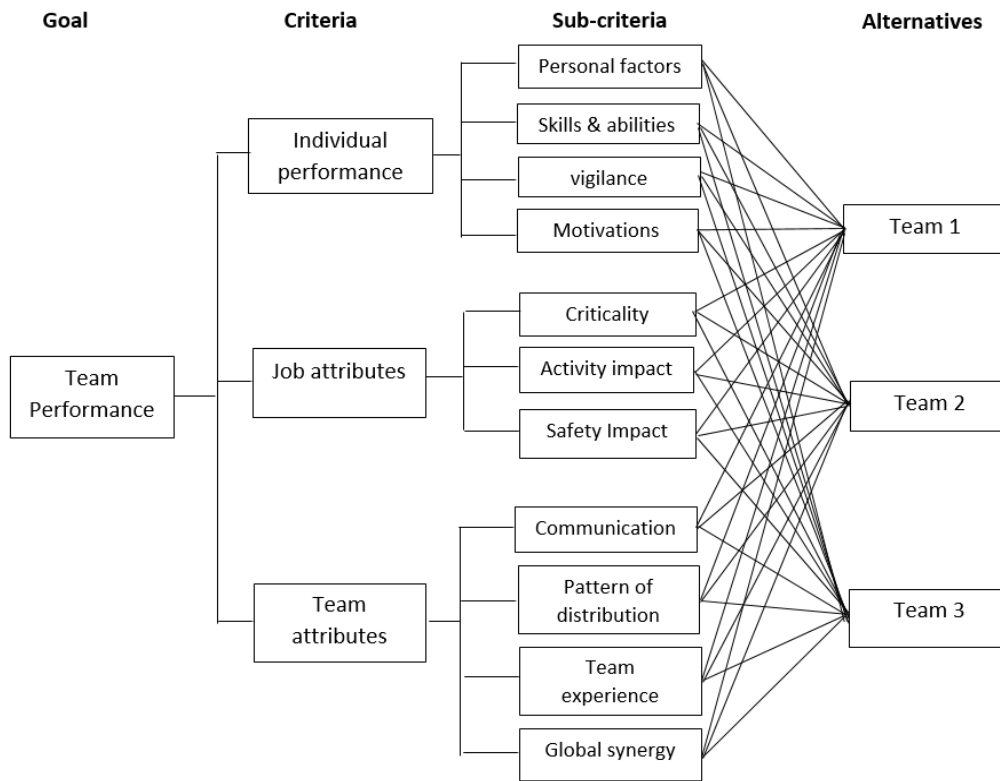 Goal
Criteria
Sub-criteria
Alternatives
Team
Performance
Individual
performance
Job attributes
Team
attributes
Personal factors
Skills & abilities
vigilance
Motivations
Criticality
Activity impact
Safety Impact
Communication
Pattern of
distribution
Team
experience
Global synergy
Team 1
Team 2
Team 3